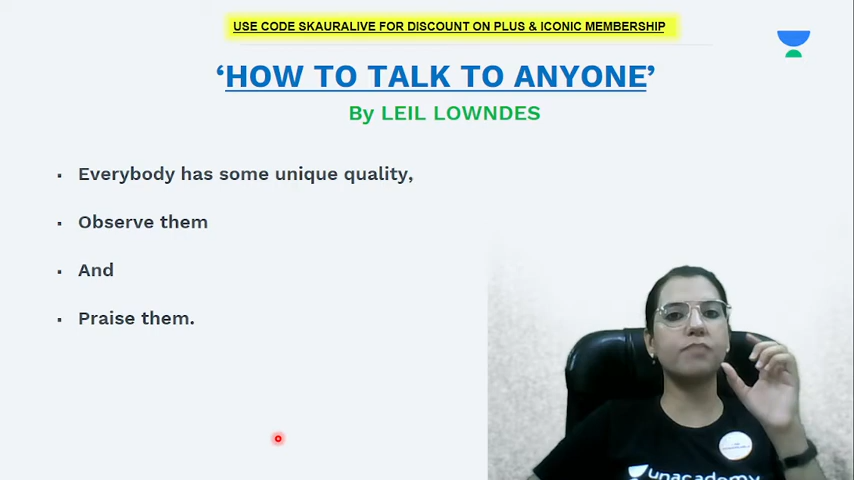 USE CODE SKAURALIVE FOR DISCOUNT ON PLUS & ICONIC MEMBERSHIP
‘HOW TO TALK TO ANYONE’
By LEIL LOWNDES
▪ Everybody has some unique quality,
▪ Observe them
▪ And
▪ Praise them.
unacademy